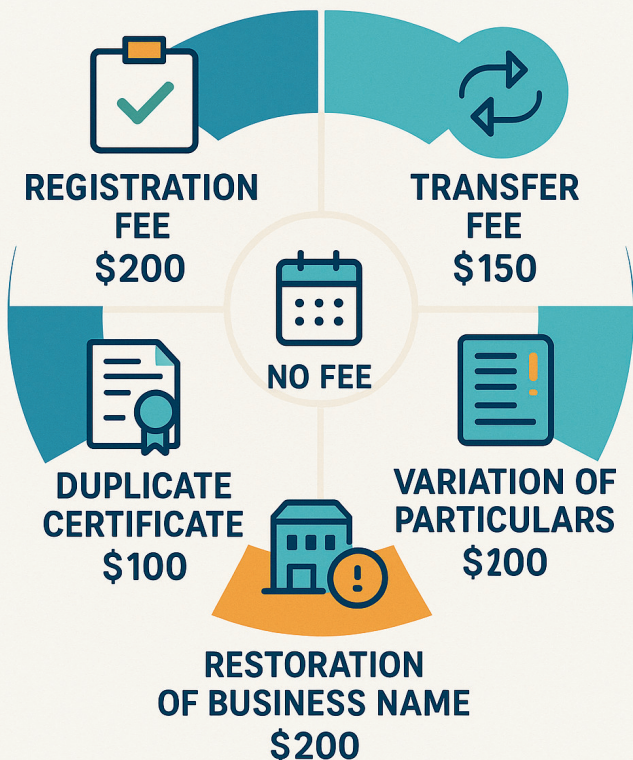 REGISTRATION
FEE
$200
TRANSFER
FEE
$150
NO FEE
DUPLICATE
CERTIFICATE
$100
VARIATION OF
PARTICULARS
$200
RESTORATION
OF BUSINESS NAME
$200